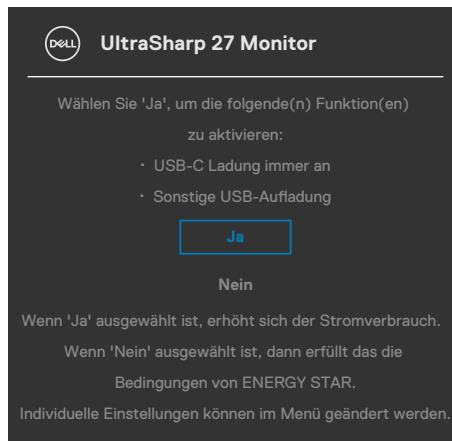 DELL UltraSharp 27 Monitor
Wählen Sie 'Ja', um die folgende(n) Funktion(en)
zu aktivieren:
· USB-C Ladung immer an
· Sonstige USB-Aufladung
Ja
Nein
Wenn 'Ja' ausgewählt ist, erhöht sich der Stromverbrauch.
Wenn 'Nein' ausgewählt ist, dann erfüllt das die
Bedingungen von ENERGY STAR.
Individuelle Einstellungen können im Menü geändert werden.